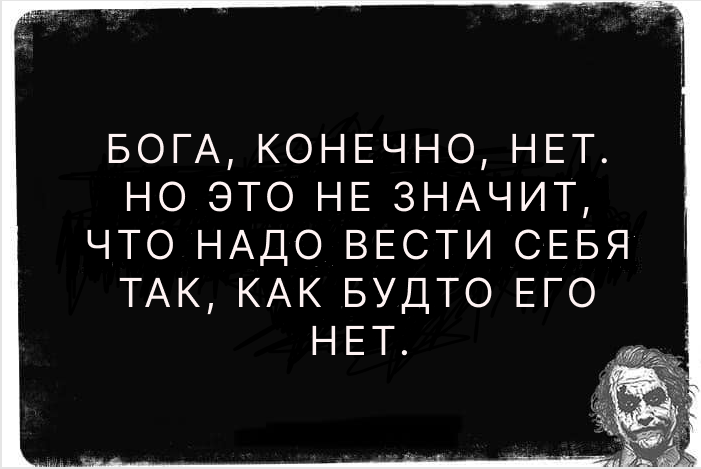 БОГА, КОНЕЧНО, НЕТ.
НО ЭТО НЕ ЗНАЧИТ,
ЧТО НАДО ВЕСТИ СЕБЯ
ТАК, КАК БУДТО ЕГО
НЕТ.